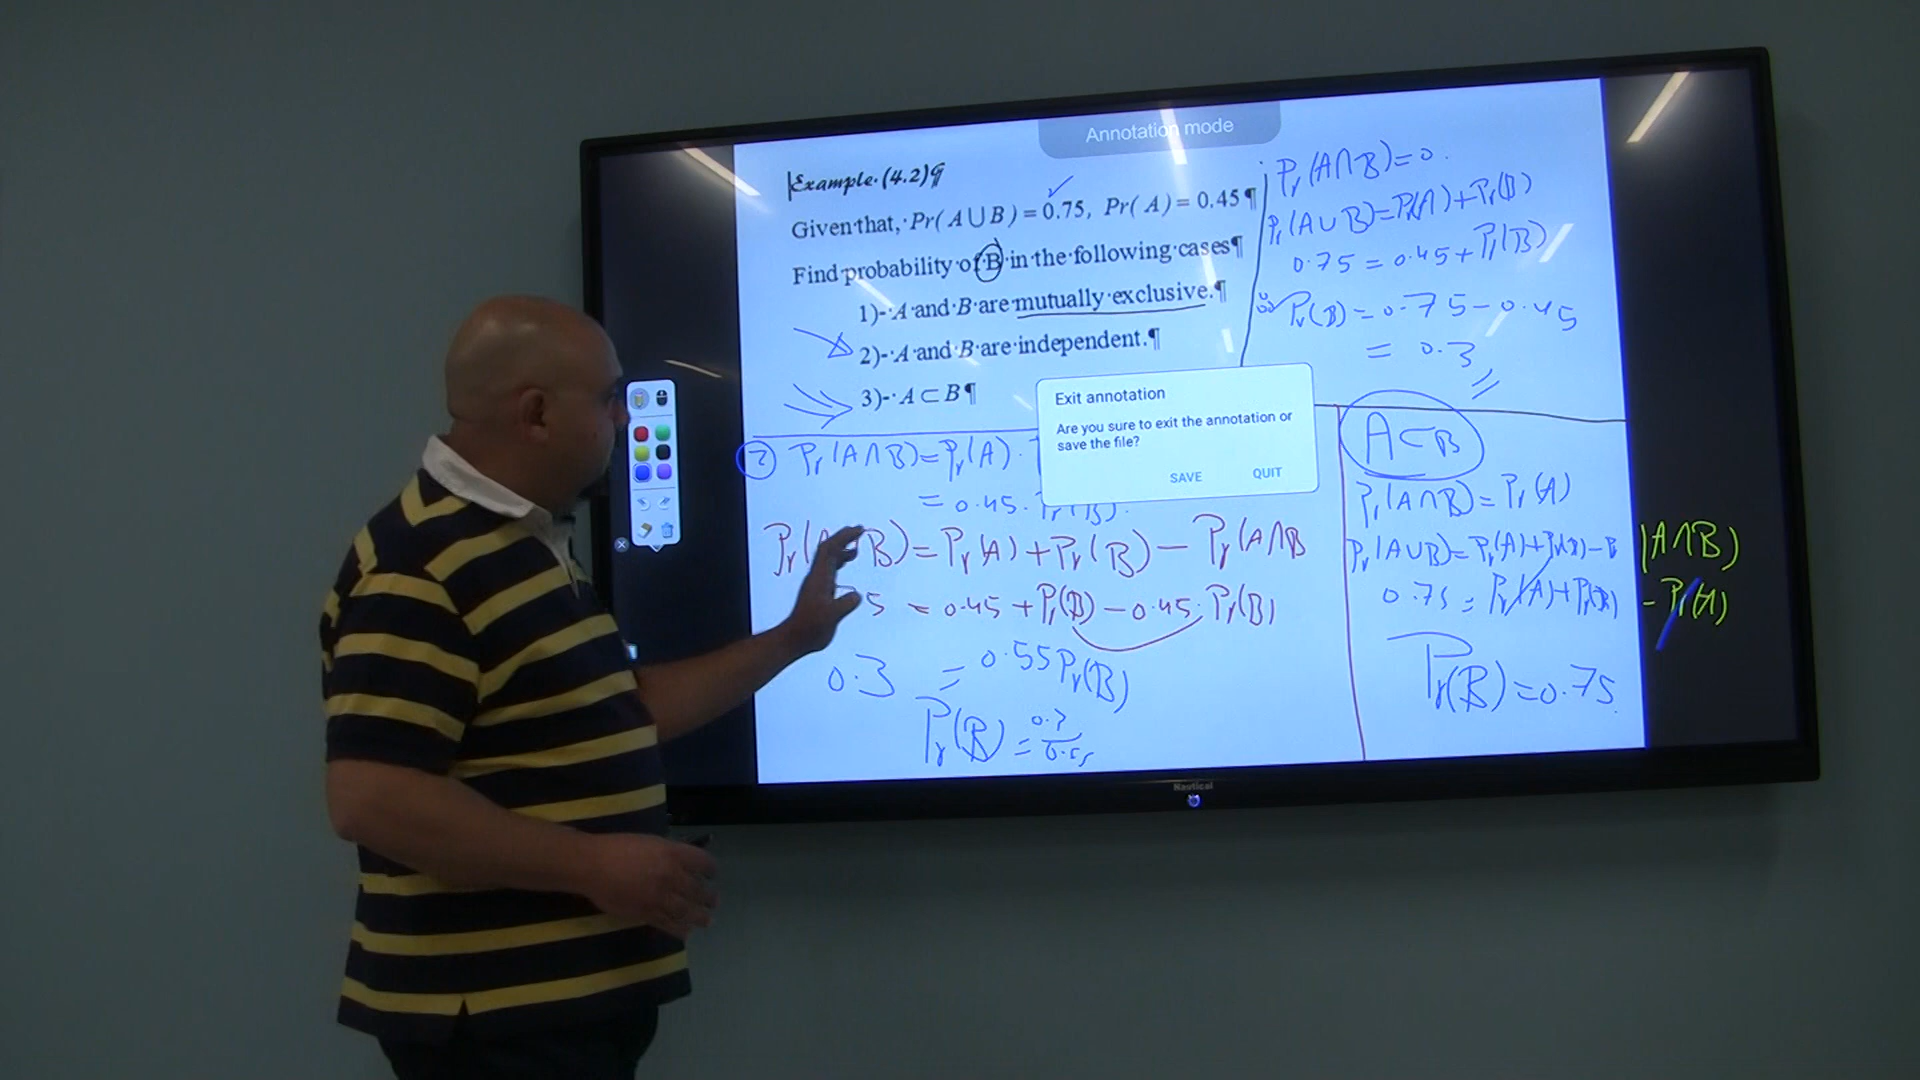 Annotation mode
Example (4.2)¶
Given that, Pr( A ∪ B ) = 0.75, Pr( A ) = 0.45 ¶
Find probability of B in the following cases¶
1)- A and B are mutually exclusive.¶
2)- A and B are independent.¶
3)- A ⊂ B ¶
Pr(A∩B)=0.
Pr(A∪B)=Pr(A)+Pr(B)
0.75 = 0.45 + Pr(B)
∴ Pr(B) = 0.75 - 0.45
= 0.3
Exit annotation
Are you sure to exit the annotation or
save the file?
SAVE QUIT
2 Pr(A∩B) = Pr(A) .
= 0.45. Pr(B).
Pr(A B) = Pr(A) + Pr(B) - Pr(A∩B
5 = 0.45 + Pr(B) - 0.45. Pr(B)
0.3 = 0.55 Pr(B)
Pr(B) = 0.3/0.55
A ⊂ B
Pr(A∩B) = Pr(A)
Pr(A∪B) = Pr(A) + Pr(B) - Pr (A∩B)
0.75 = Pr(A) + Pr(B) - Pr(A)
Pr(B) = 0.75.
Nautical